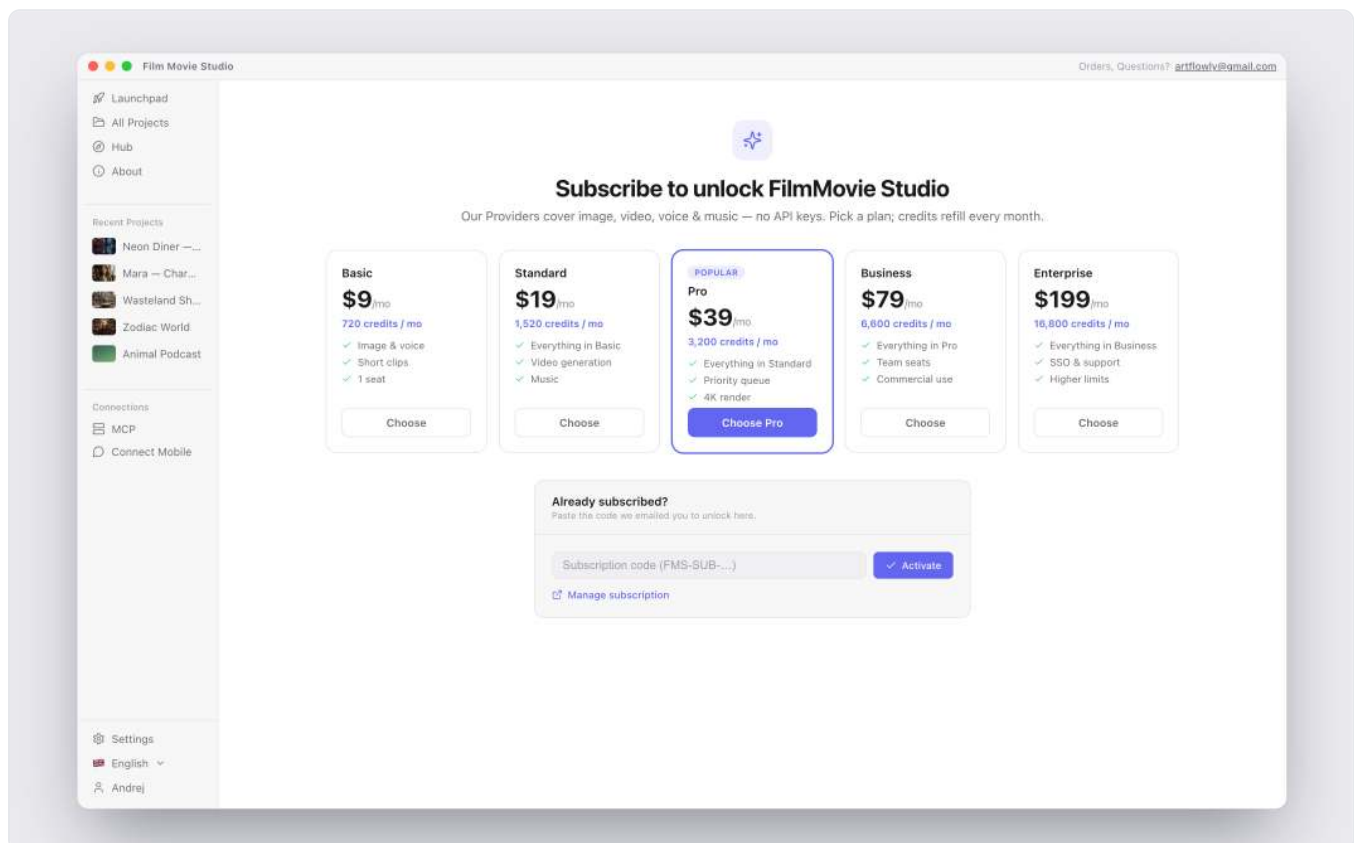 Film Movie Studio
Orders, Questions? artflowlv@gmail.com
Launchpad
All Projects
Hub
About
Recent Projects
Neon Diner —...
Mara — Char...
Wasteland Sh...
Zodiac World
Animal Podcast
Connections
MCP
Connect Mobile
Settings
English
Andrej
Subscribe to unlock FilmMovie Studio
Our Providers cover image, video, voice & music — no API keys. Pick a plan; credits refill every month.
Basic
$9/mo
720 credits / mo
Image & voice
Short clips
1 seat
Choose
Standard
$19/mo
1,520 credits / mo
Everything in Basic
Video generation
Music
Choose
POPULAR
Pro
$39/mo
3,200 credits / mo
Everything in Standard
Priority queue
4K render
Choose Pro
Business
$79/mo
6,600 credits / mo
Everything in Pro
Team seats
Commercial use
Choose
Enterprise
$199/mo
16,800 credits / mo
Everything in Business
SSO & support
Higher limits
Choose
Already subscribed?
Paste the code we emailed you to unlock here.
Subscription code (FMS-SUB-...)
Activate
Manage subscription